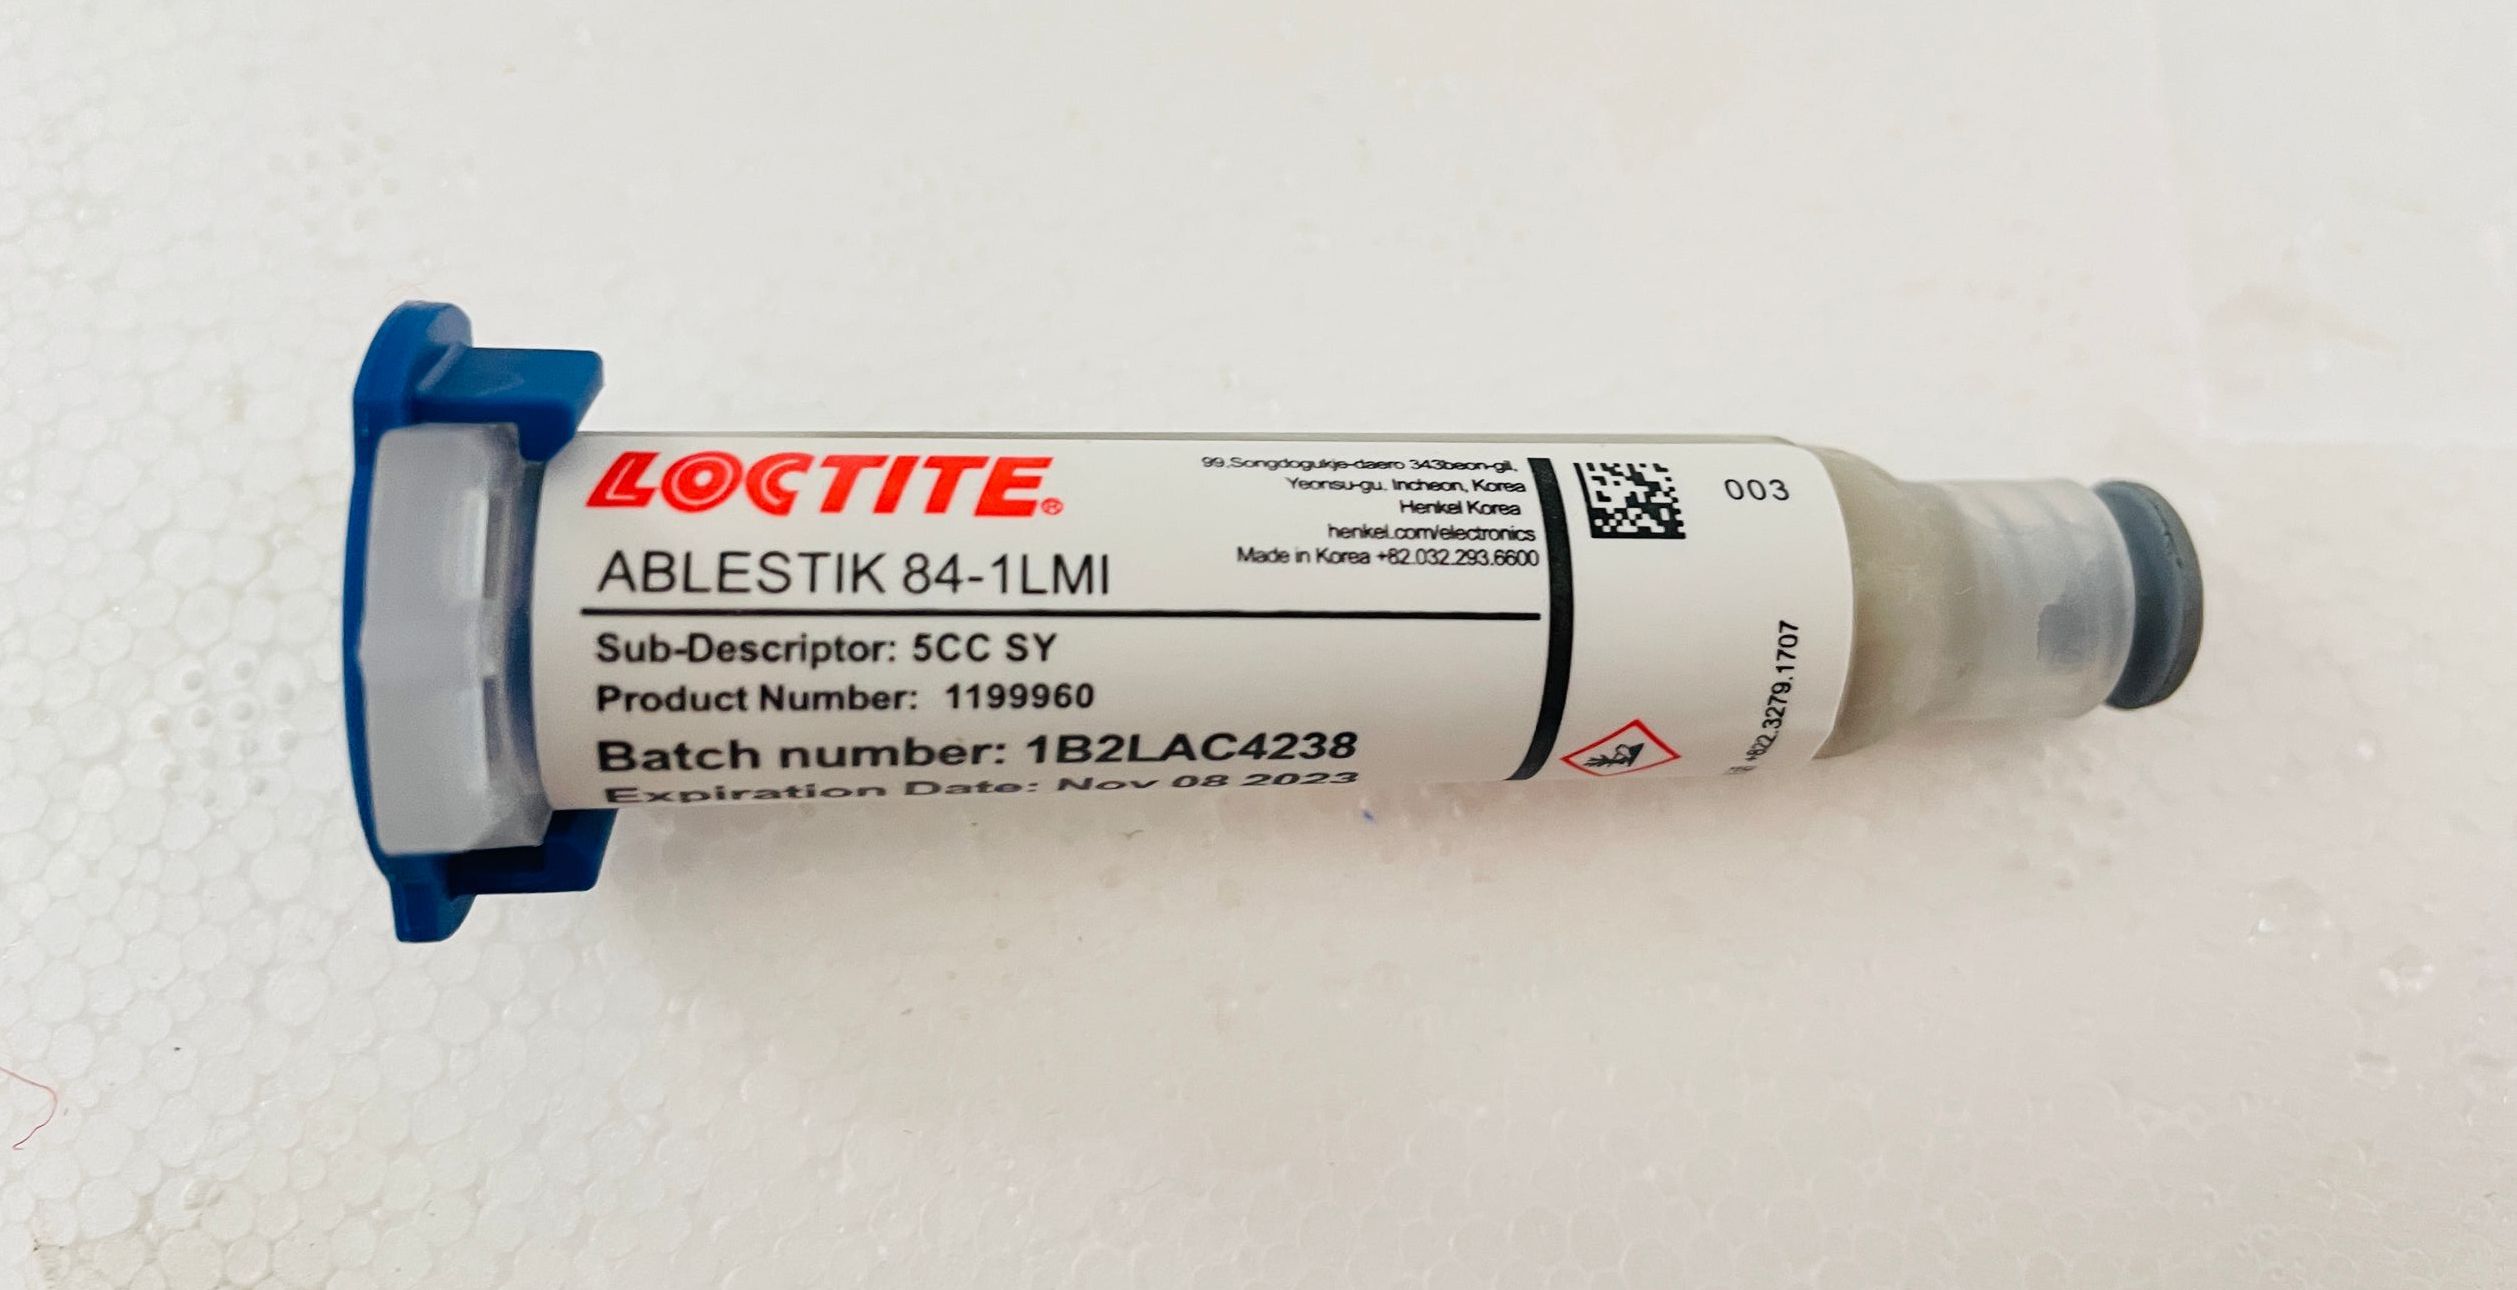 LOCTITE®
ABLESTIK 84-1LMI
Sub-Descriptor: 5CC SY
Product Number: 1199960
Batch number: 1B2LAC4238
Expiration Date: Nov 08 2023
99,Songdogukje-daero 343beon-gil,
Yeonsu-gu. Incheon, Korea
Henkel Korea
henkel.com/electronics
Made in Korea +82.032.293.6600
003
+822.3279.1707